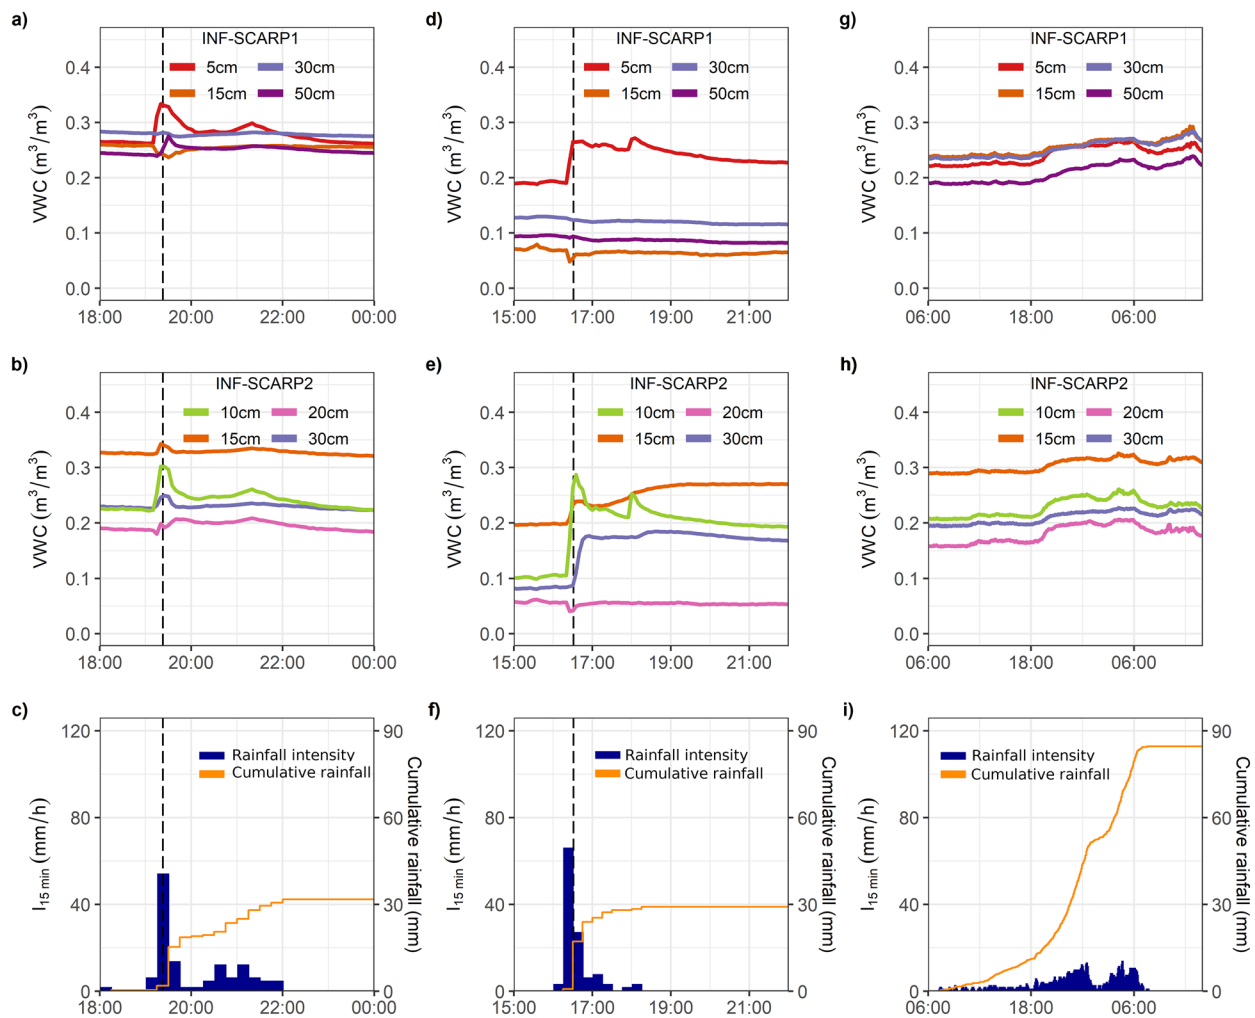 a)
INF-SCARP1
5cm 30cm
15cm 50cm
VWC (m³/m³)
0.4
0.3
0.2
0.1
0.0
18:00 20:00 22:00 00:00
d)
INF-SCARP1
5cm 30cm
15cm 50cm
VWC (m³/m³)
0.4
0.3
0.2
0.1
0.0
15:00 17:00 19:00 21:00
g)
INF-SCARP1
5cm 30cm
15cm 50cm
VWC (m³/m³)
0.4
0.3
0.2
0.1
0.0
06:00 18:00 06:00
b)
INF-SCARP2
10cm 20cm
15cm 30cm
VWC (m³/m³)
0.4
0.3
0.2
0.1
0.0
18:00 20:00 22:00 00:00
e)
INF-SCARP2
10cm 20cm
15cm 30cm
VWC (m³/m³)
0.4
0.3
0.2
0.1
0.0
15:00 17:00 19:00 21:00
h)
INF-SCARP2
10cm 20cm
15cm 30cm
VWC (m³/m³)
0.4
0.3
0.2
0.1
0.0
06:00 18:00 06:00
c)
Rainfall intensity
Cumulative rainfall
I15 min (mm/h)
120
80
40
0
Cumulative rainfall (mm)
90
60
30
0
18:00 20:00 22:00 00:00
f)
Rainfall intensity
Cumulative rainfall
I15 min (mm/h)
120
80
40
0
Cumulative rainfall (mm)
90
60
30
0
15:00 17:00 19:00 21:00
i)
Rainfall intensity
Cumulative rainfall
I15 min (mm/h)
120
80
40
0
Cumulative rainfall (mm)
90
60
30
0
06:00 18:00 06:00